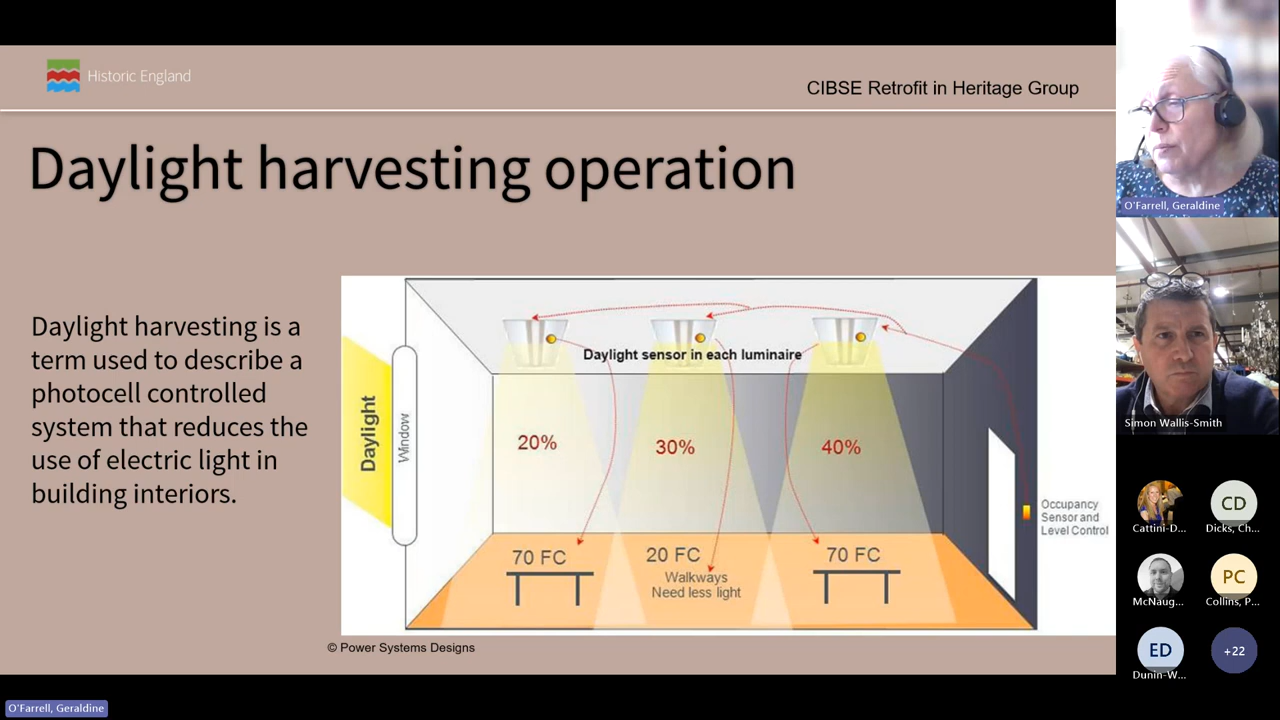 Historic England
CIBSE Retrofit in Heritage Group
Daylight harvesting operation
Daylight harvesting is a
term used to describe a
photocell controlled
system that reduces the
use of electric light in
building interiors.
Daylight
Window
Daylight sensor in each luminaire
20%
30%
40%
70 FC
20 FC
70 FC
Walkways
Need less light
Occupancy
Sensor and
Level Control
© Power Systems Designs
O'Farrell, Geraldine
Simon Wallis-Smith
CD
Cattini-D...
Dicks, Ch...
PC
McNaug...
Collins, P...
ED
+22
Dunin-W...
O'Farrell, Geraldine